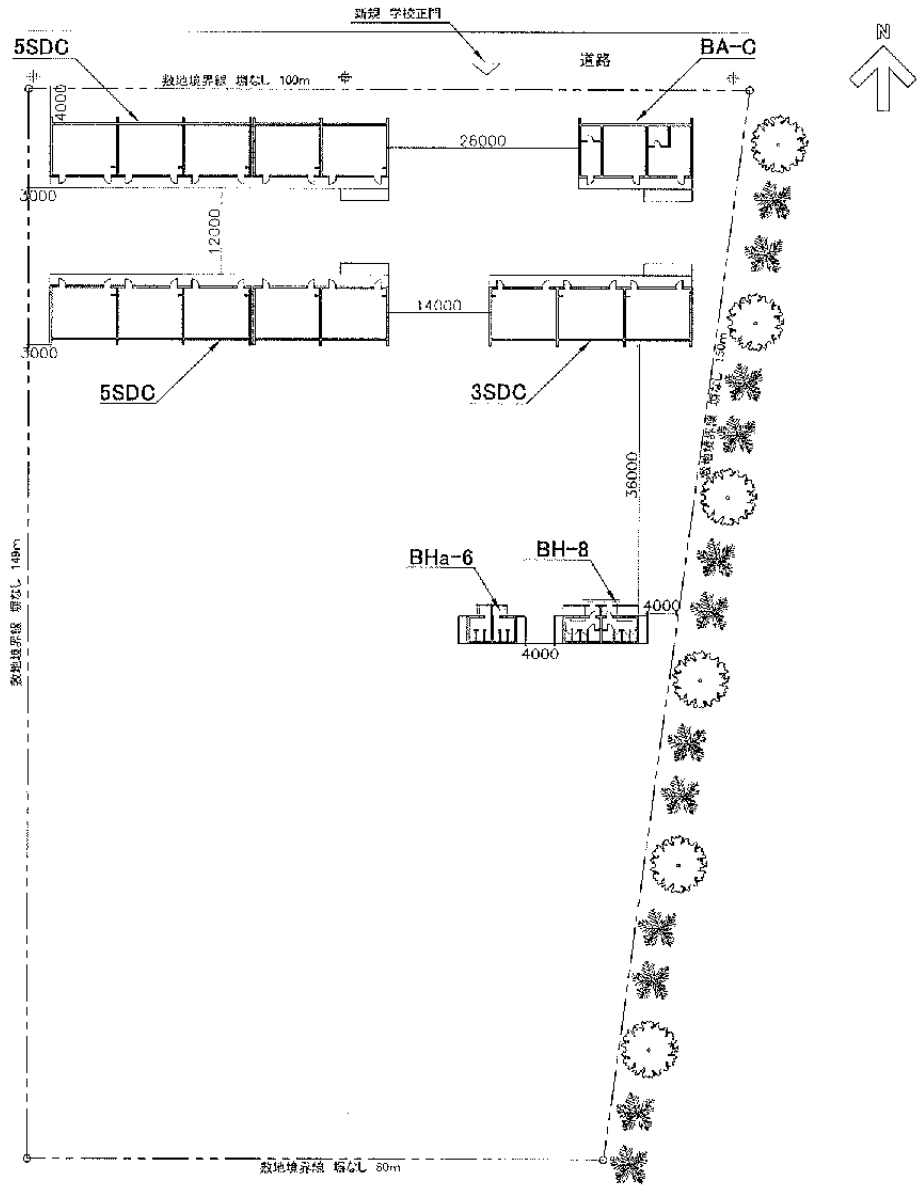 新規 学校正門
5SDC
BA-C
N
道路
敷地境界線 塀なし 100m
4000
26000
3000
12000
14000
3000
5SDC
3SDC
敷地境界線 塀なし 150m
36000
敷地境界線 塀なし 149m
BHa-6
BH-8
4000
4000
敷地境界線 塀なし 80m